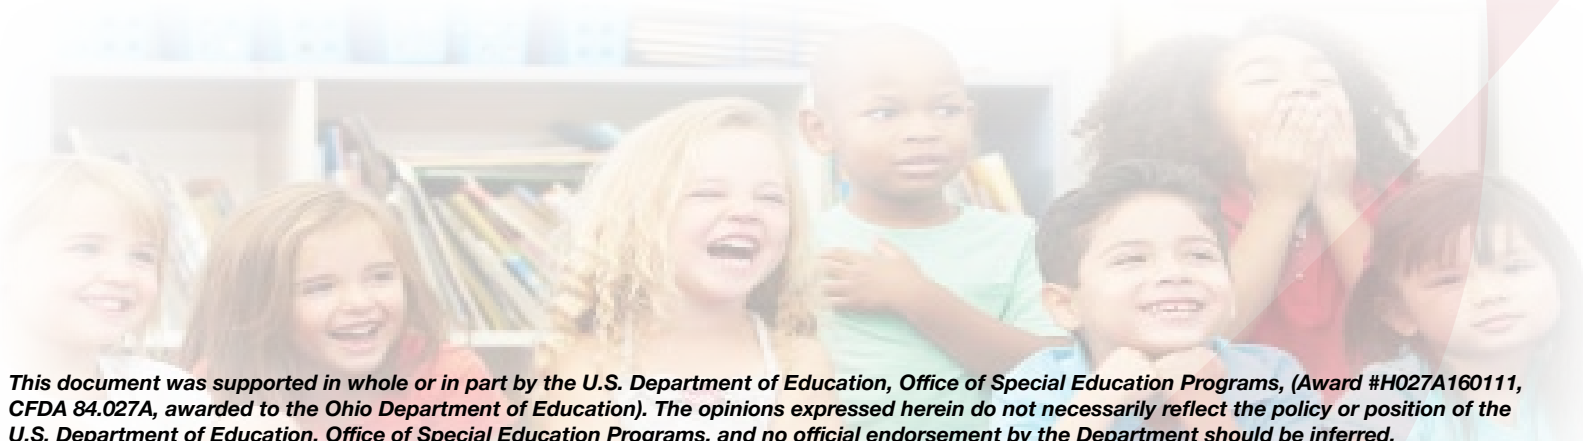 This document was supported in whole or in part by the U.S. Department of Education, Office of Special Education Programs, (Award #H027A160111,
CFDA 84.027A, awarded to the Ohio Department of Education). The opinions expressed herein do not necessarily reflect the policy or position of the
U.S. Department of Education, Office of Special Education Programs, and no official endorsement by the Department should be inferred.